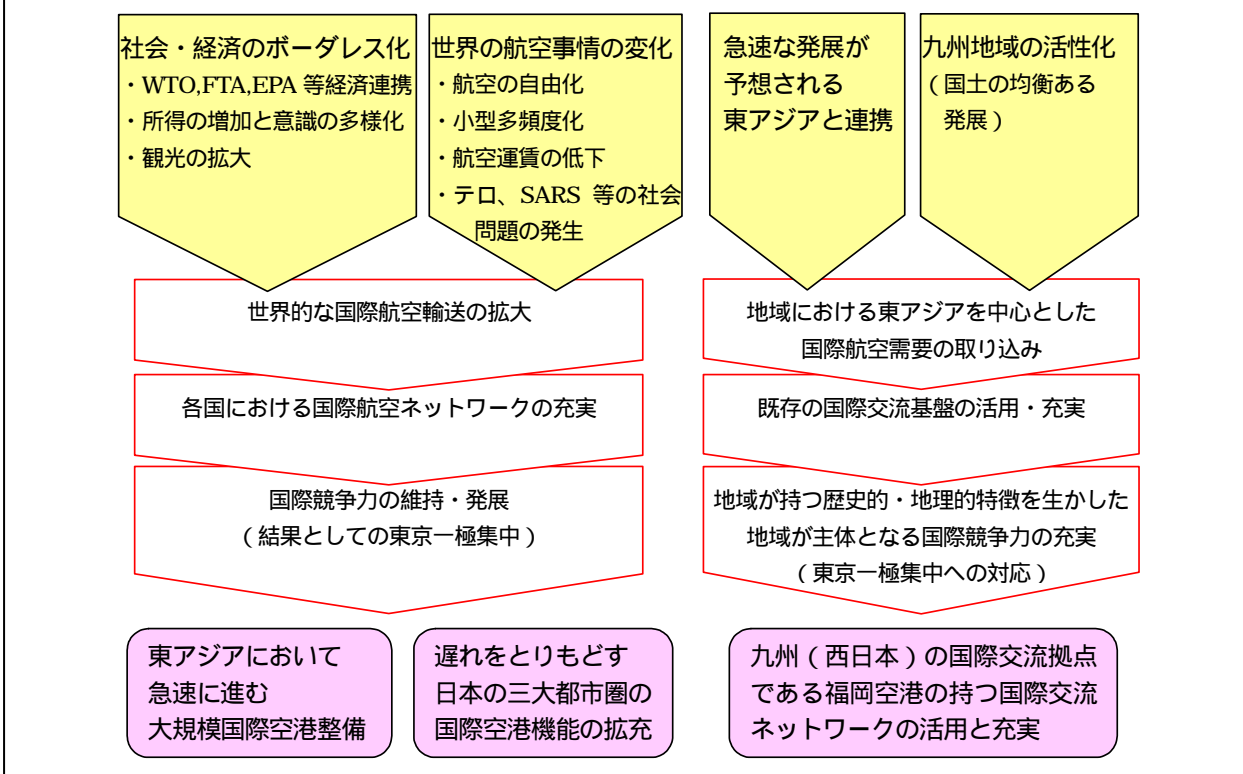 社会・経済のボーダレス化
・WTO,FTA,EPA 等経済連携
・所得の増加と意識の多様化
・観光の拡大
世界の航空事情の変化
・航空の自由化
・小型多頻度化
・航空運賃の低下
・テロ、SARS 等の社会
問題の発生
急速な発展が
予想される
東アジアと連携
九州地域の活性化
（国土の均衡ある
発展）
世界的な国際航空輸送の拡大
各国における国際航空ネットワークの充実
国際競争力の維持・発展
（結果としての東京一極集中）
地域における東アジアを中心とした
国際航空需要の取り込み
既存の国際交流基盤の活用・充実
地域が持つ歴史的・地理的特徴を生かした
地域が主体となる国際競争力の充実
（東京一極集中への対応）
東アジアにおいて
急速に進む
大規模国際空港整備
遅れをとりもどす
日本の三大都市圏の
国際空港機能の拡充
九州（西日本）の国際交流拠点
である福岡空港の持つ国際交流
ネットワークの活用と充実